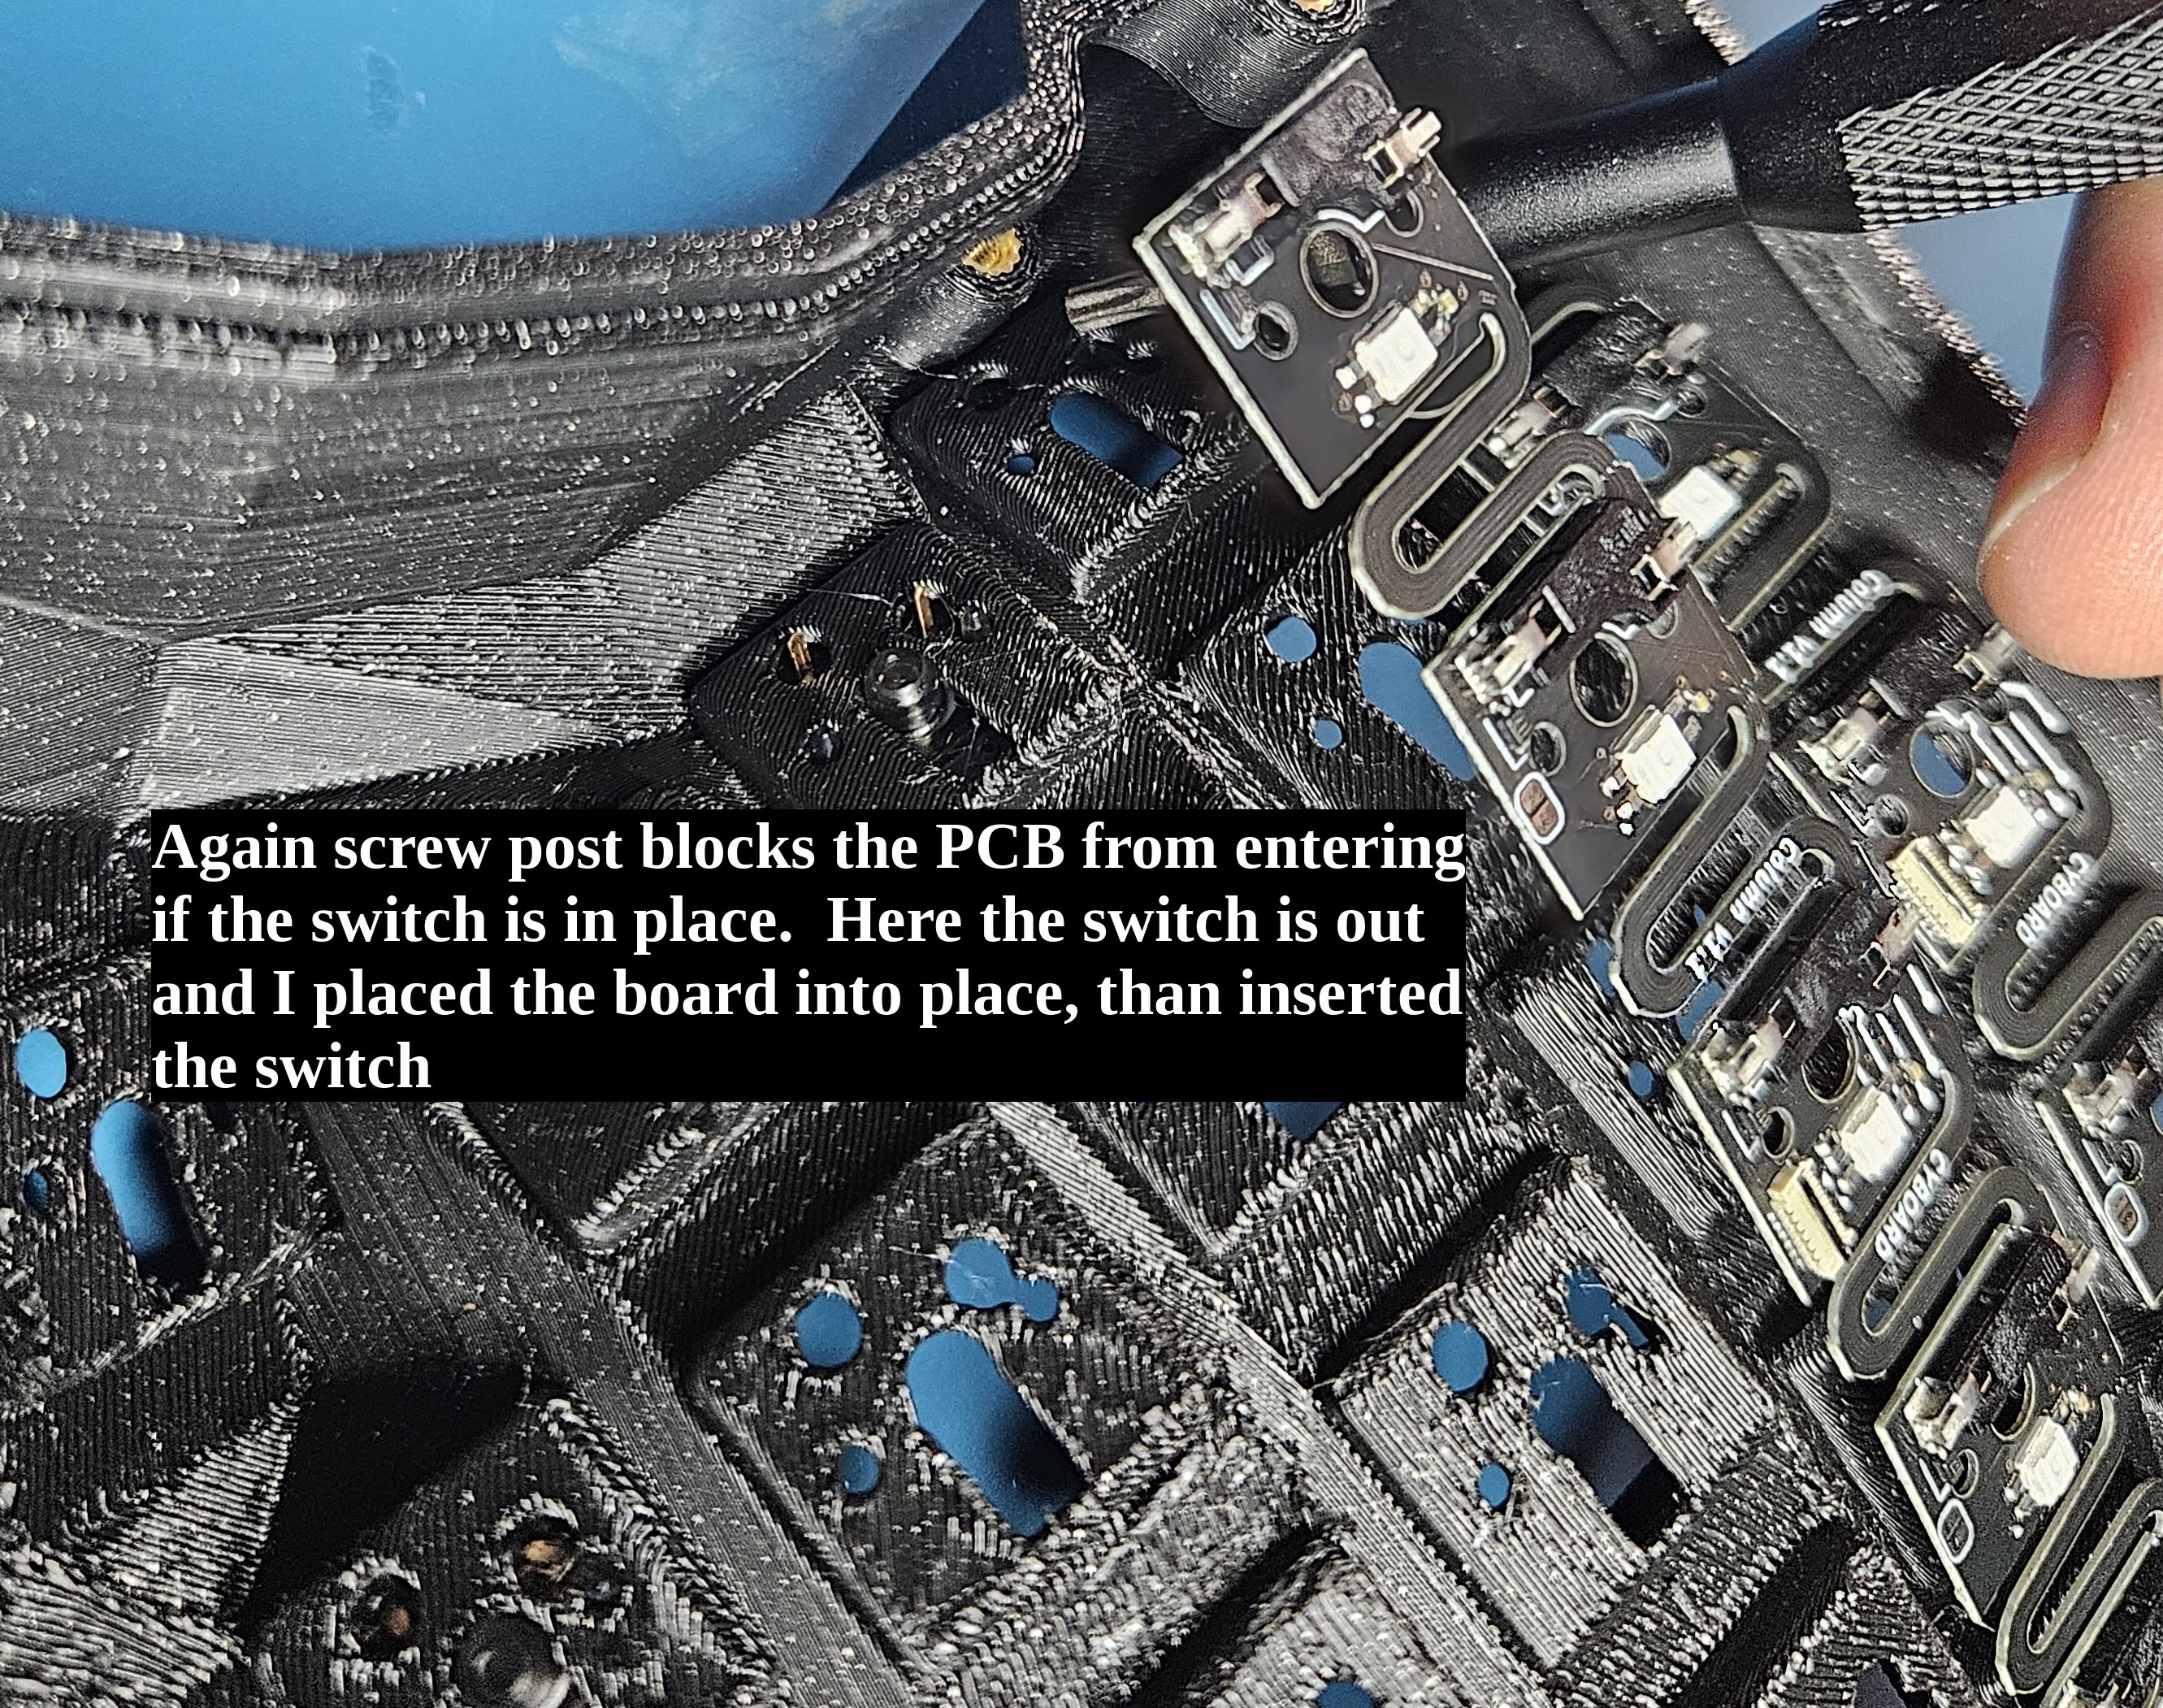 Column v1.1
CYBOARD
Column v1.1
CYBOARD
Again screw post blocks the PCB from entering
if the switch is in place.  Here the switch is out
and I placed the board into place, than inserted
the switch